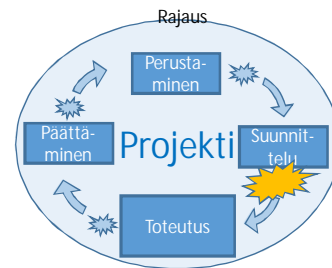 Rajaus
Perusta-
minen
Päättä-
minen
Projekti
Suunnit-
telu
Toteutus